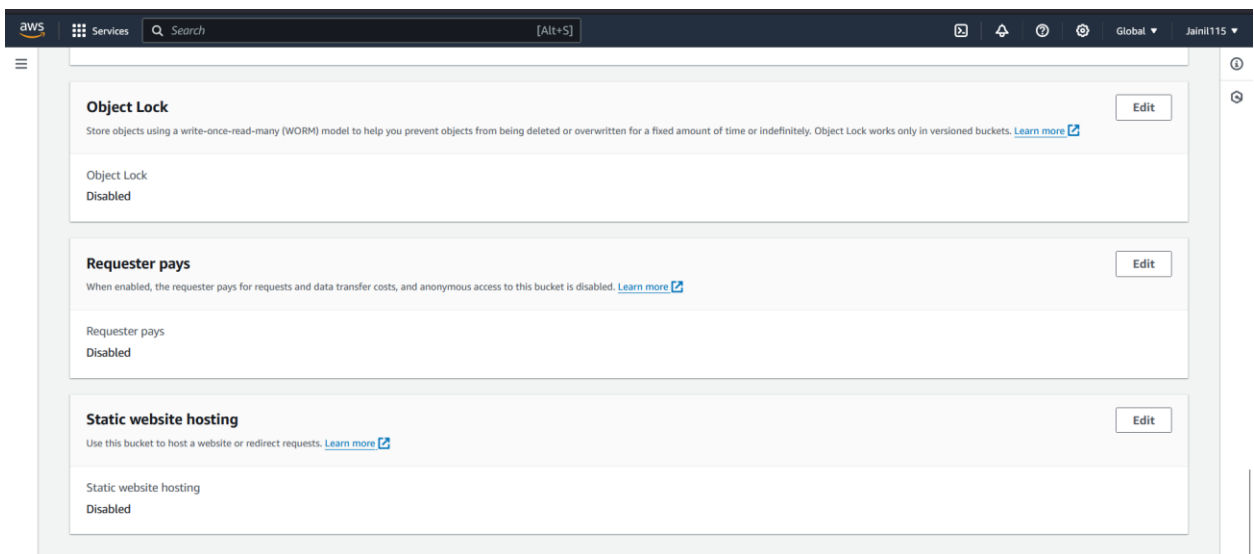 aws Services Search [Alt+S] Global Jainil115
Object Lock Edit
Store objects using a write-once-read-many (WORM) model to help you prevent objects from being deleted or overwritten for a fixed amount of time or indefinitely. Object Lock works only in versioned buckets. Learn more
Object Lock
Disabled
Requester pays Edit
When enabled, the requester pays for requests and data transfer costs, and anonymous access to this bucket is disabled. Learn more
Requester pays
Disabled
Static website hosting Edit
Use this bucket to host a website or redirect requests. Learn more
Static website hosting
Disabled